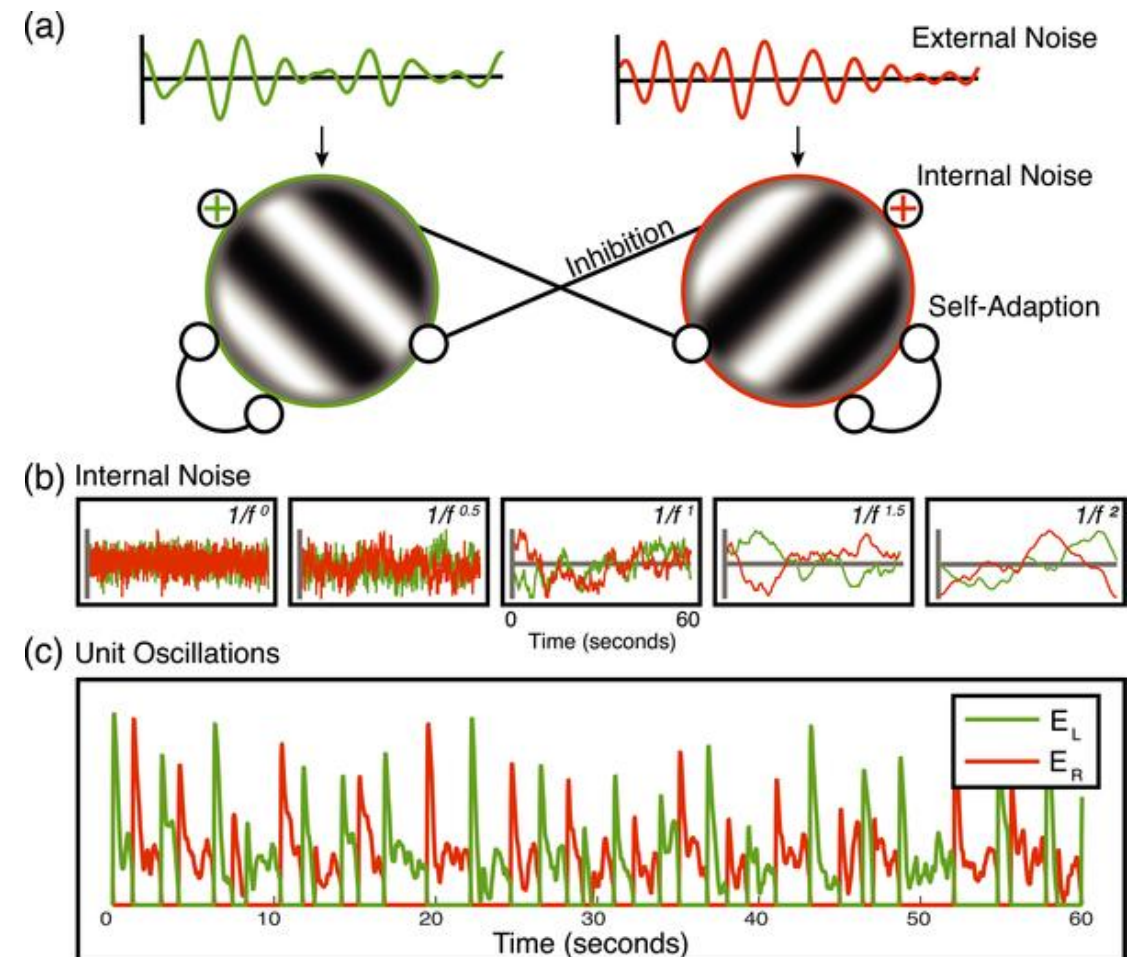 (a)
External Noise
Internal Noise
Inhibition
Self-Adaption
(b) Internal Noise
1/f 0
1/f 0.5
1/f 1
1/f 1.5
1/f 2
0 60
Time (seconds)
(c) Unit Oscillations
E L
E R
0 10 20 30 40 50 60
Time (seconds)